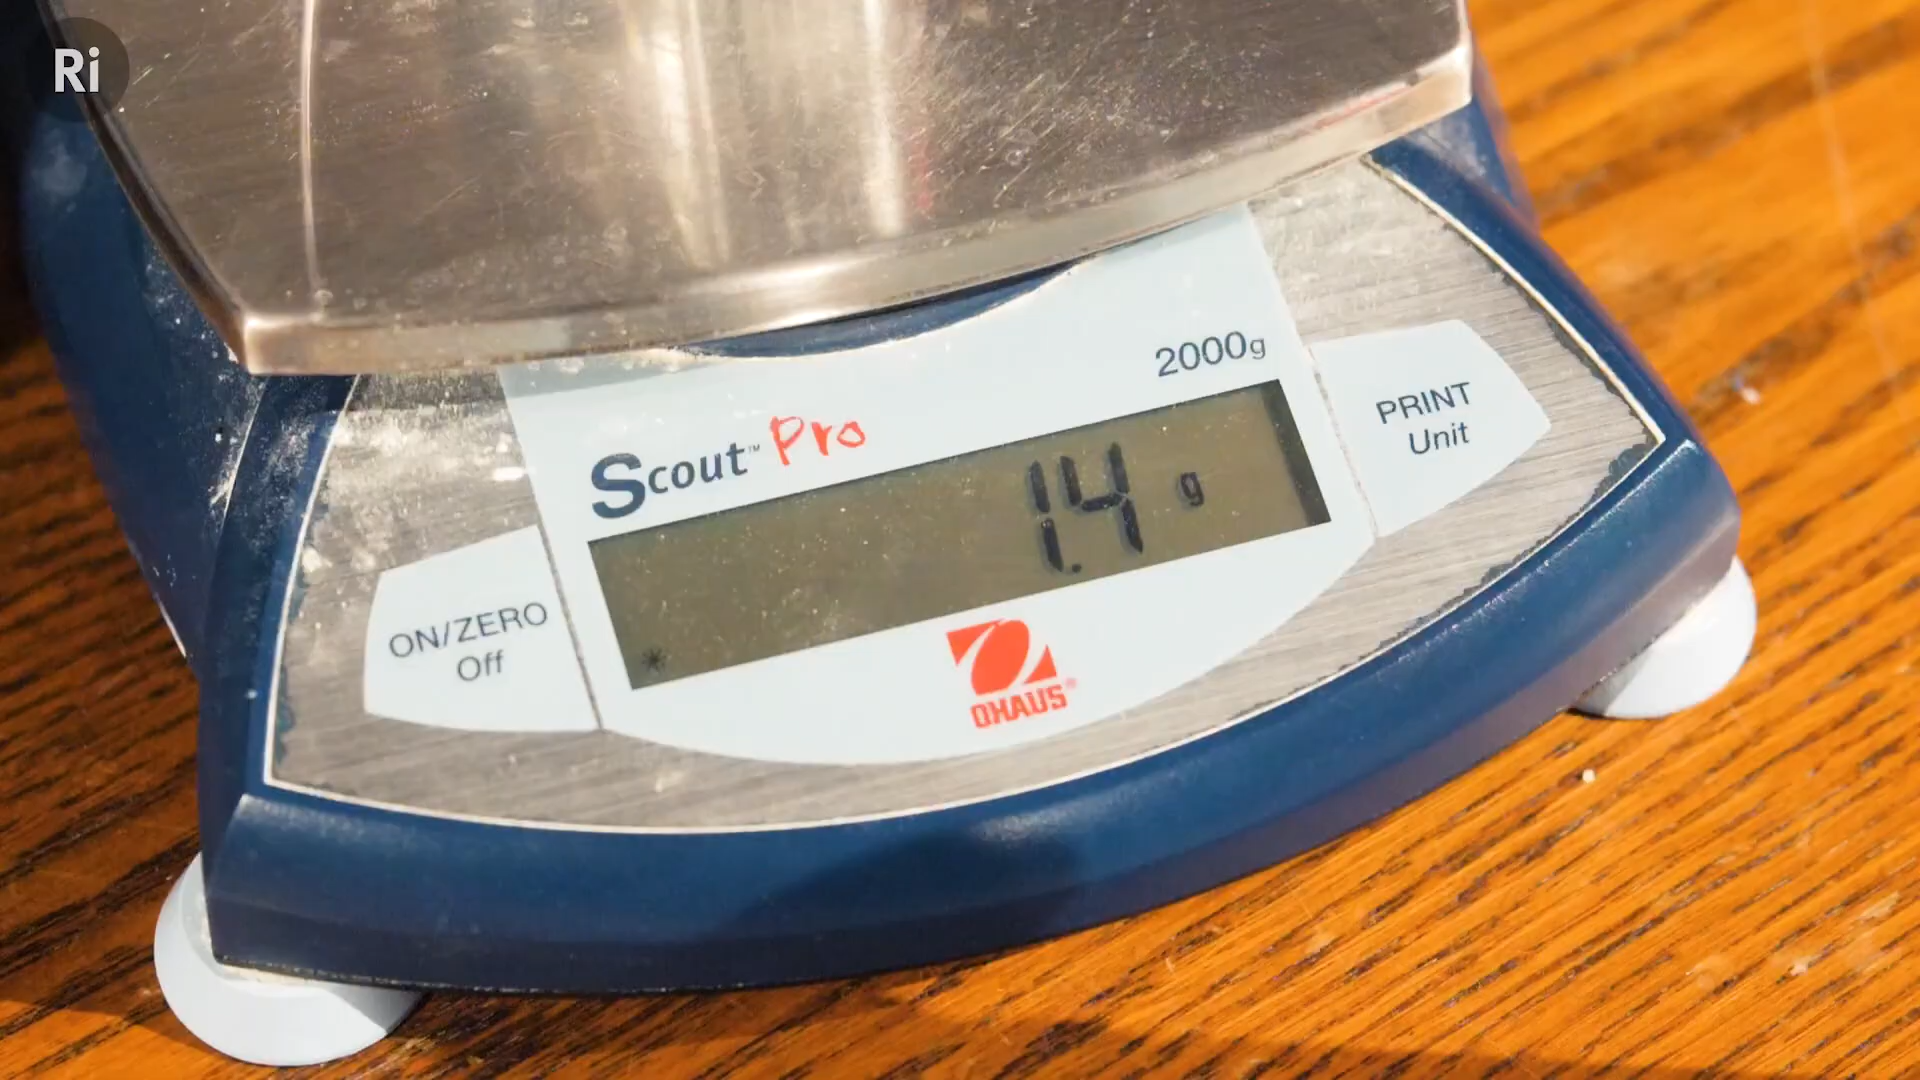 Ri
2000g
Scout™ Pro
1.4 g
PRINT
Unit
ON/ZERO
Off
*
OHAUS®